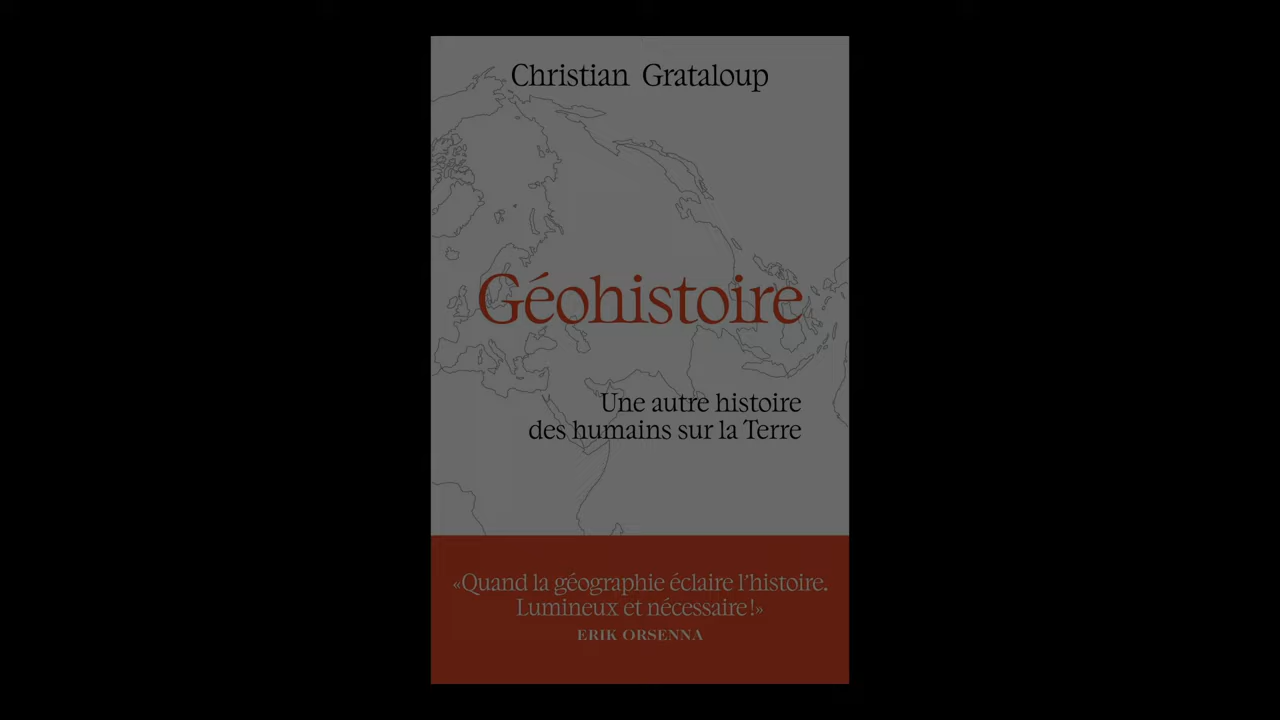 Christian Grataloup
Géohistoire
Une autre histoire
des humains sur la Terre
«Quand la géographie éclaire l'histoire.
Lumineux et nécessaire!»
ERIK ORSENNA